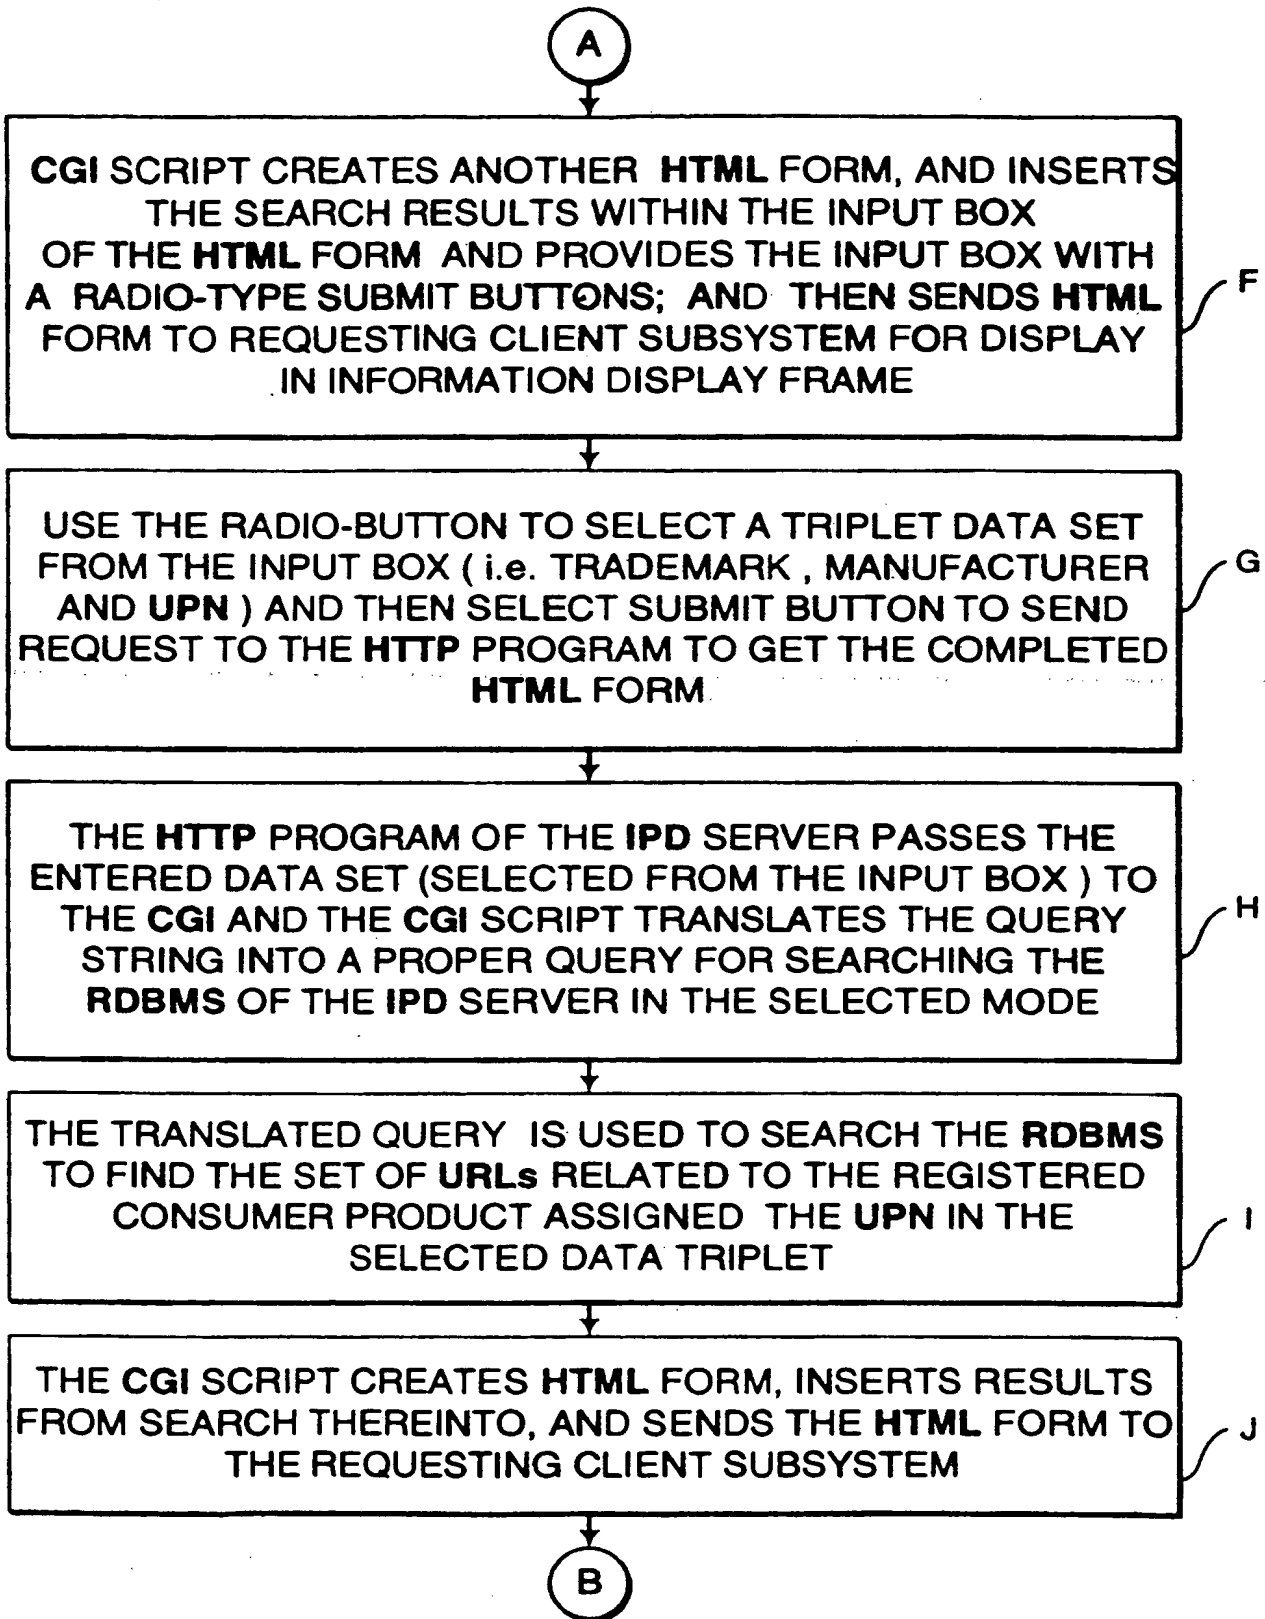 A
CGI SCRIPT CREATES ANOTHER HTML FORM, AND INSERTS
THE SEARCH RESULTS WITHIN THE INPUT BOX
OF THE HTML FORM AND PROVIDES THE INPUT BOX WITH
A RADIO-TYPE SUBMIT BUTTONS; AND THEN SENDS HTML
FORM TO REQUESTING CLIENT SUBSYSTEM FOR DISPLAY
IN INFORMATION DISPLAY FRAME
F
USE THE RADIO-BUTTON TO SELECT A TRIPLET DATA SET
FROM THE INPUT BOX ( i.e. TRADEMARK , MANUFACTURER
AND UPN ) AND THEN SELECT SUBMIT BUTTON TO SEND
REQUEST TO THE HTTP PROGRAM TO GET THE COMPLETED
HTML FORM
G
THE HTTP PROGRAM OF THE IPD SERVER PASSES THE
ENTERED DATA SET (SELECTED FROM THE INPUT BOX ) TO
THE CGI AND THE CGI SCRIPT TRANSLATES THE QUERY
STRING INTO A PROPER QUERY FOR SEARCHING THE
RDBMS OF THE IPD SERVER IN THE SELECTED MODE
H
THE TRANSLATED QUERY IS USED TO SEARCH THE RDBMS
TO FIND THE SET OF URLs RELATED TO THE REGISTERED
CONSUMER PRODUCT ASSIGNED THE UPN IN THE
SELECTED DATA TRIPLET
I
THE CGI SCRIPT CREATES HTML FORM, INSERTS RESULTS
FROM SEARCH THEREINTO, AND SENDS THE HTML FORM TO
THE REQUESTING CLIENT SUBSYSTEM
J
B